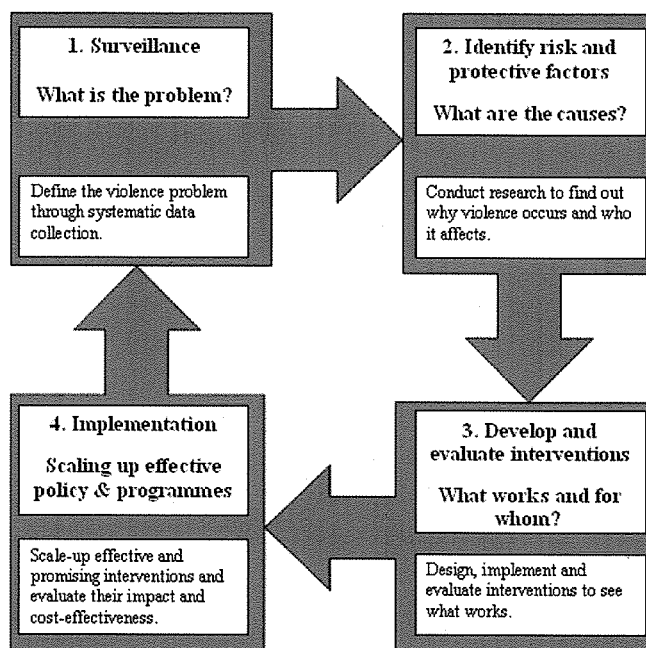 1. Surveillance
What is the problem?
Define the violence problem
through systematic data
collection.
2. Identify risk and
protective factors
What are the causes?
Conduct research to find out
why violence occurs and who
it affects.
3. Develop and
evaluate interventions
What works and for
whom?
Design, implement and
evaluate interventions to see
what works.
4. Implementation
Scaling up effective
policy & programmes
Scale-up effective and
promising interventions and
evaluate their impact and
cost-effectiveness.